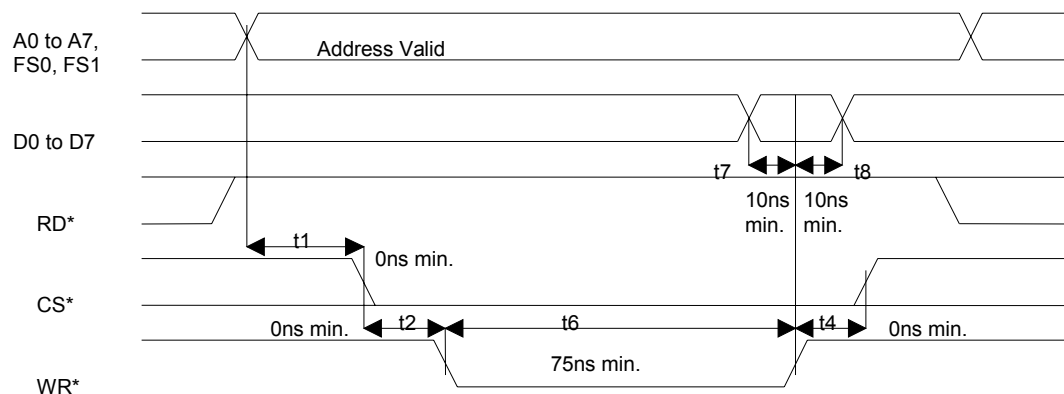 A0 to A7,
FS0, FS1
Address Valid
D0 to D7
t7
t8
10ns
min.
10ns
min.
RD*
t1
0ns min.
CS*
0ns min.
t2
t6
t4
0ns min.
75ns min.
WR*